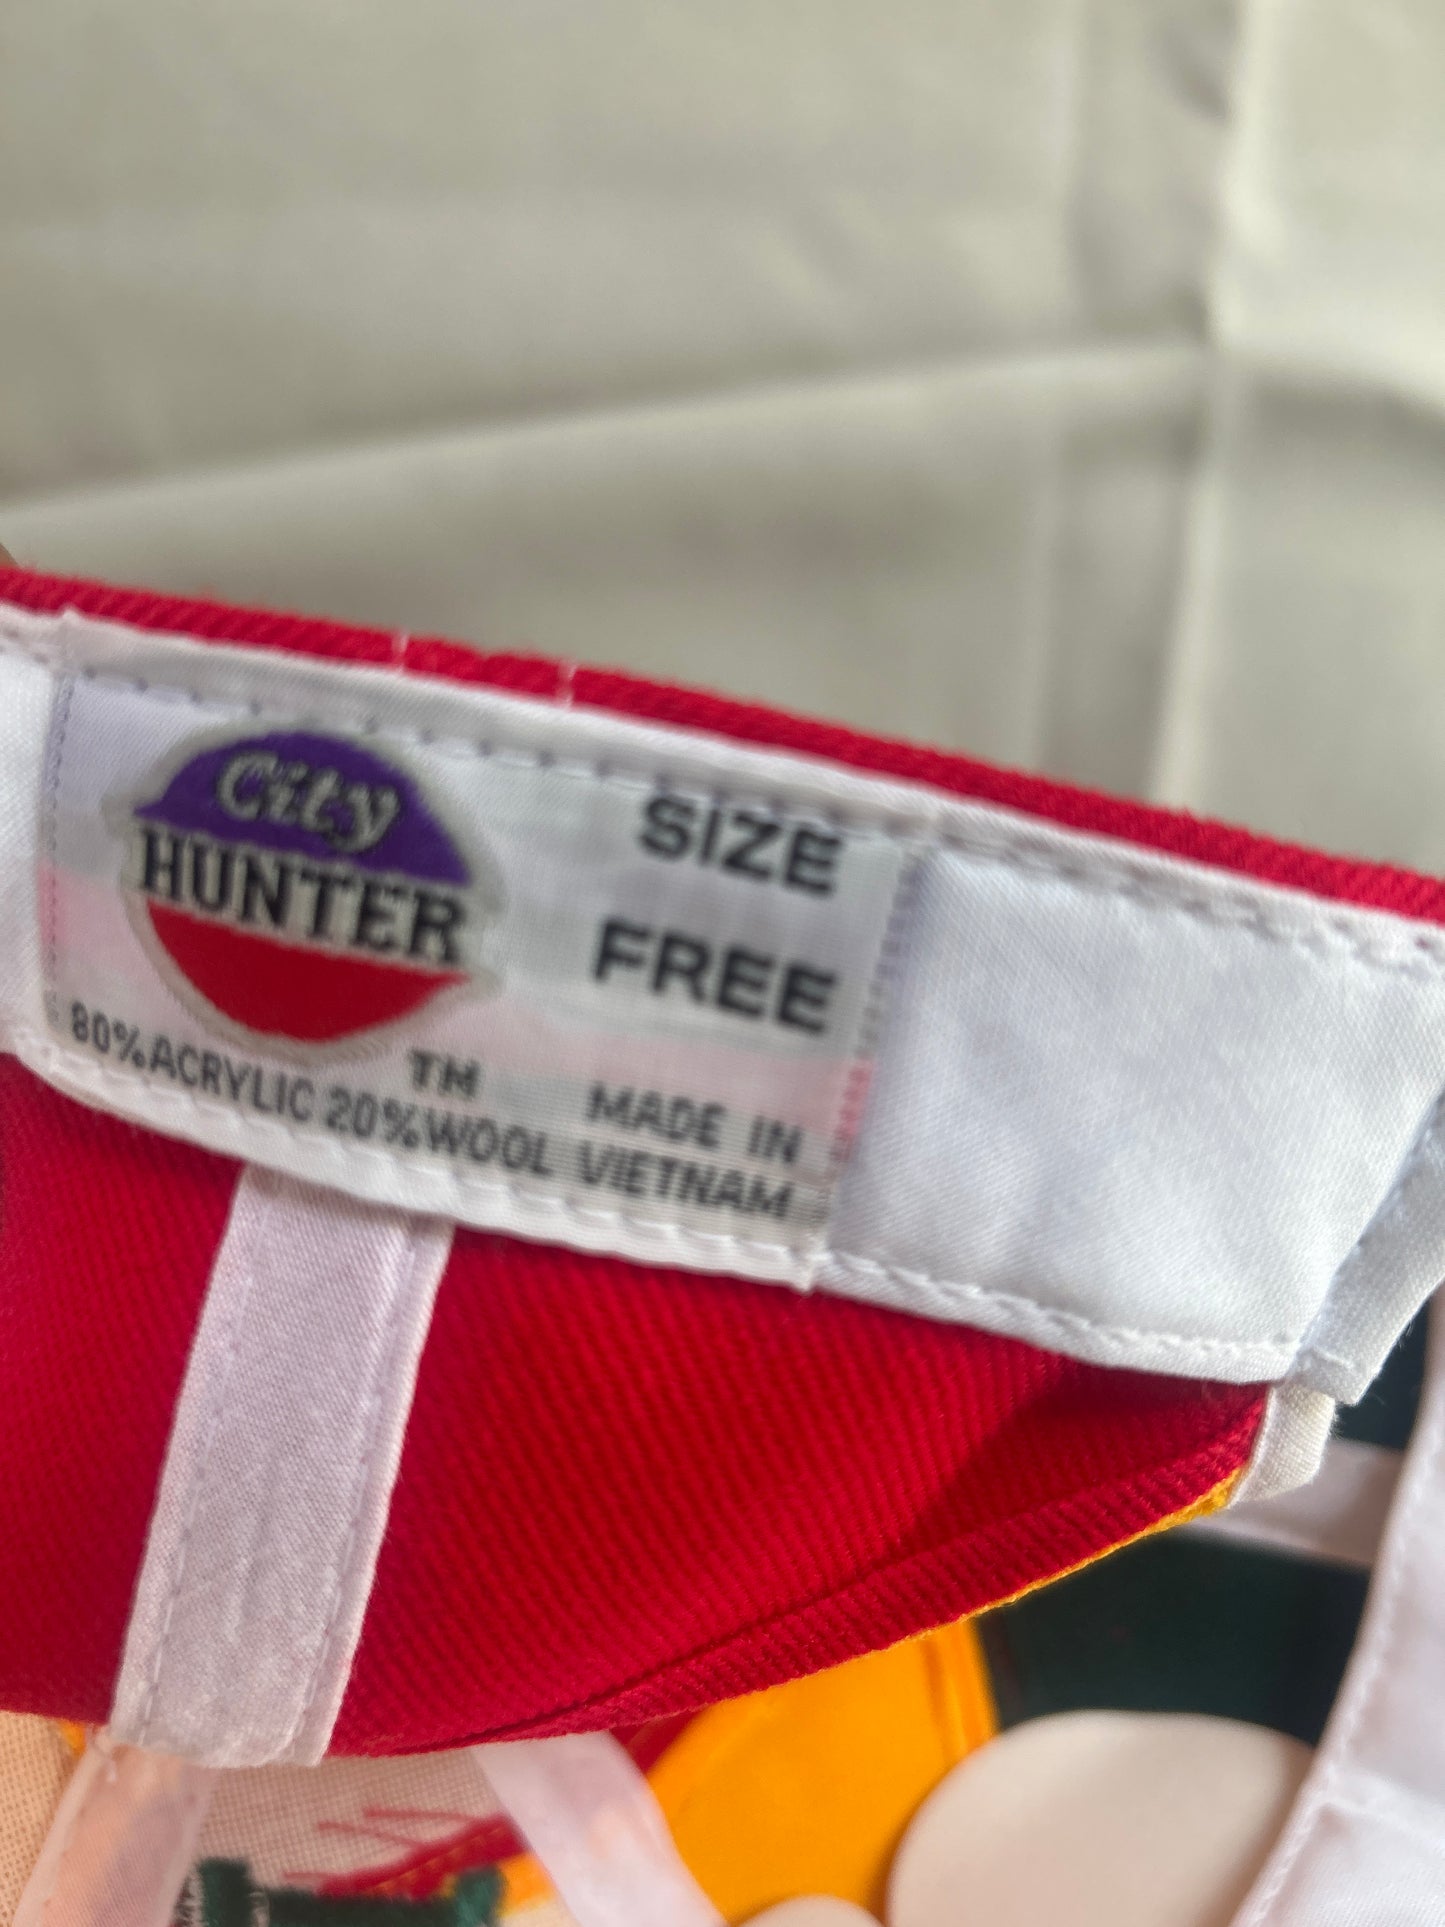 City
HUNTER
TM
SIZE
FREE
80%ACRYLIC 20%WOOL
MADE IN
VIETNAM